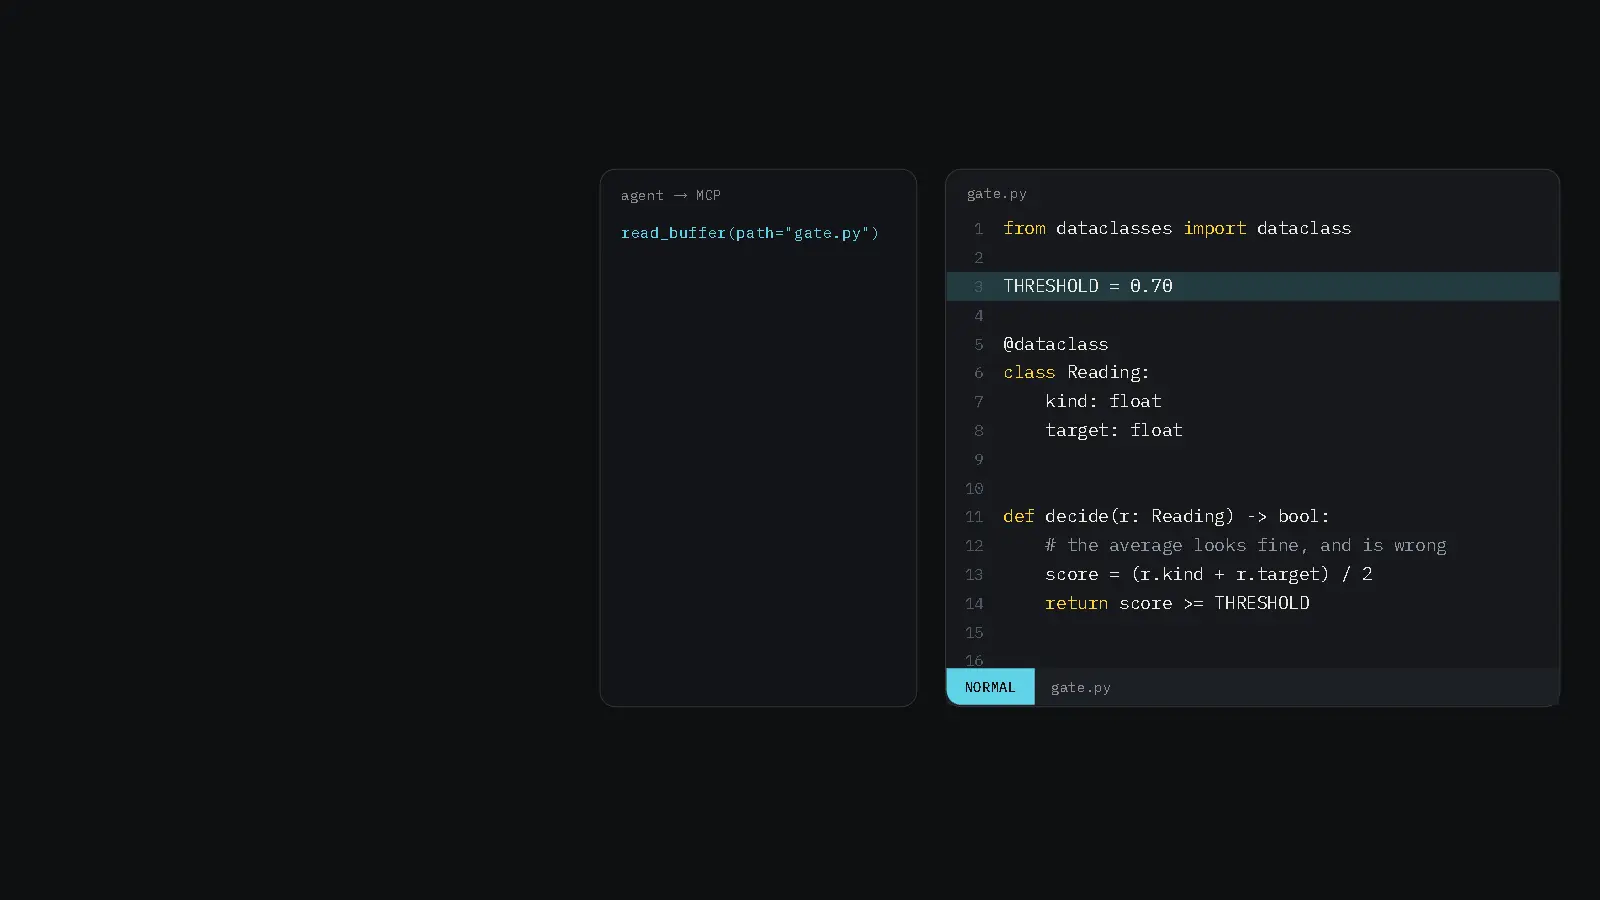 agent → MCP
read_buffer(path="gate.py")
gate.py
1 from dataclasses import dataclass
2
3 THRESHOLD = 0.70
4
5 @dataclass
6 class Reading:
7     kind: float
8     target: float
9
10
11 def decide(r: Reading) -> bool:
12     # the average looks fine, and is wrong
13     score = (r.kind + r.target) / 2
14     return score >= THRESHOLD
15
16
NORMAL gate.py